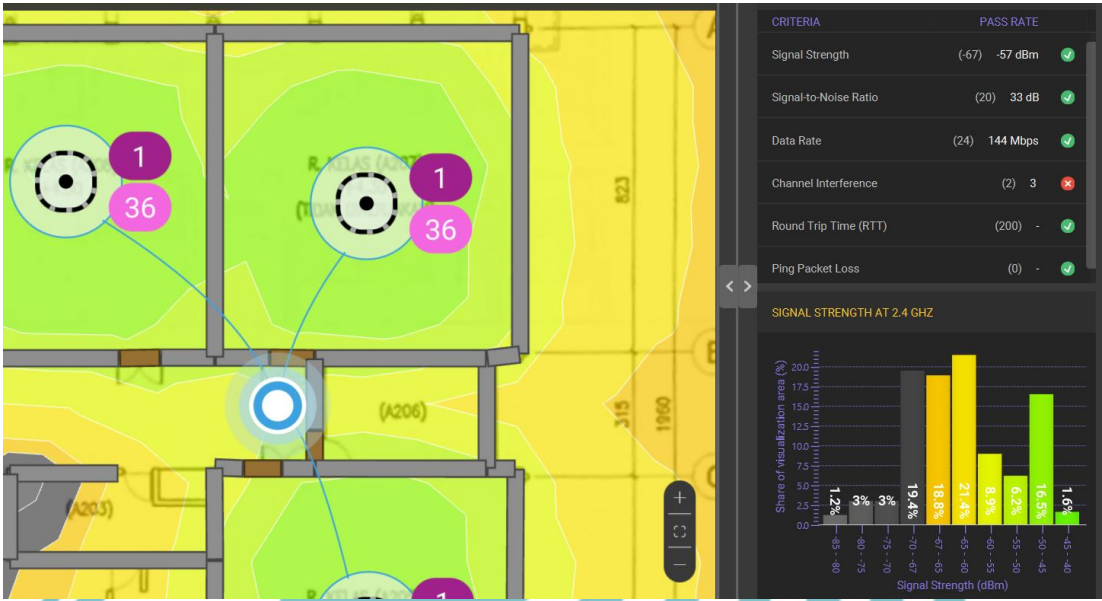 1
36
R. KELAS (A207)
1
36
823
(A206)
315
1960
(A203)
R. KELAS
1
CRITERIA PASS RATE
Signal Strength (-67) -57 dBm
Signal-to-Noise Ratio (20) 33 dB
Data Rate (24) 144 Mbps
Channel Interference (2) 3
Round Trip Time (RTT) (200) -
Ping Packet Loss (0) -
SIGNAL STRENGTH AT 2.4 GHZ
Share of visualization area (%)
20.0
17.5
15.0
12.5
10.0
7.5
5.0
2.5
0.0
1.2% 3% 3% 19.4% 18.8% 21.4% 8.9% 6.2% 16.5% 1.6%
-85 - -80 -80 - -75 -75 - -70 -70 - -67 -67 - -65 -65 - -60 -60 - -55 -55 - -50 -50 - -45 -45 - -40
Signal Strength (dBm)